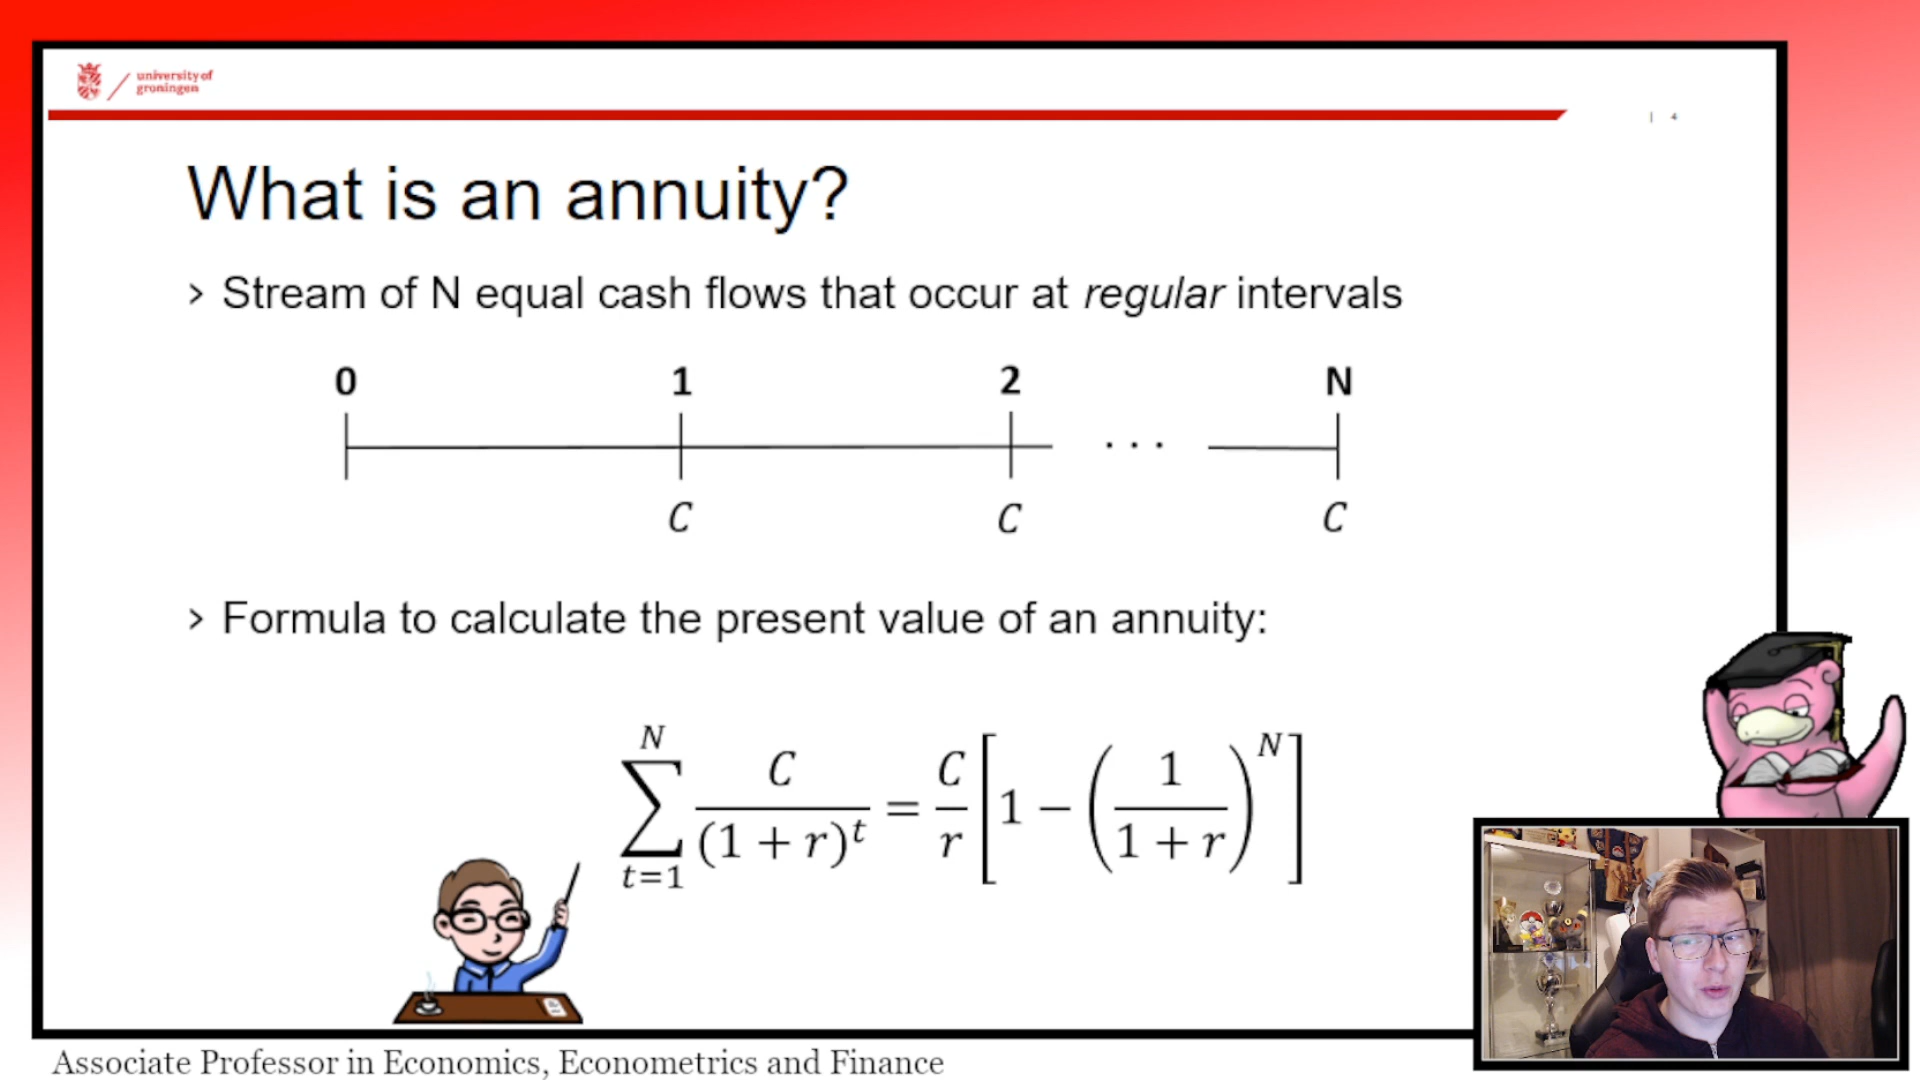 university of
groningen
| 4
What is an annuity?
› Stream of N equal cash flows that occur at regular intervals
0 1 2 N
· · ·
C C C
› Formula to calculate the present value of an annuity:
∑_{t=1}^{N} C/(1 + r)^t = C/r [1 − (1/(1 + r))^N]
Associate Professor in Economics, Econometrics and Finance